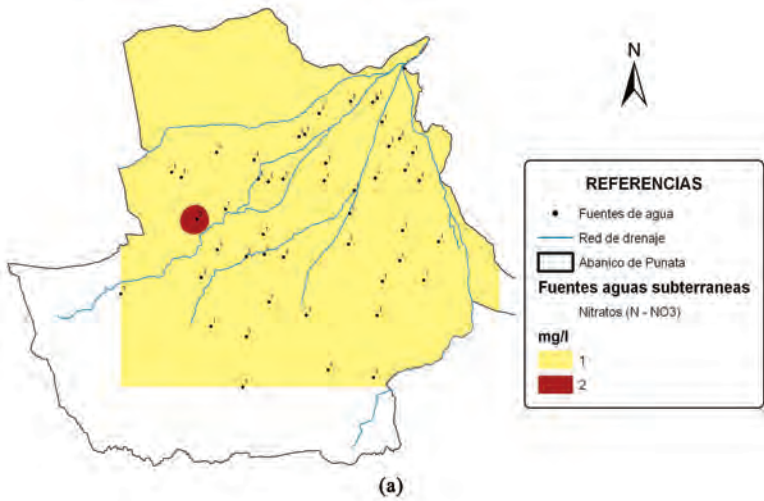 N
REFERENCIAS
Fuentes de agua
Red de drenaje
Abanico de Punata
Fuentes aguas subterraneas
Nitratos (N - NO3)
mg/l
1
2
(a)